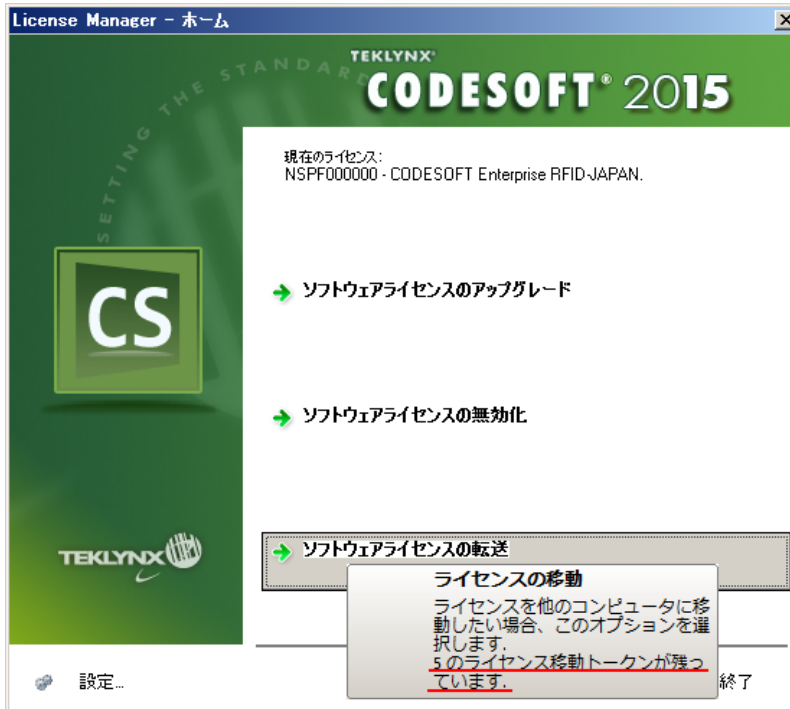 License Manager - ホーム
SETTING THE STANDARD
TEKLYNX
CODESOFT® 2015
現在のライセンス:
NSPF000000 - CODESOFT Enterprise RFID-JAPAN.
CS
ソフトウェアライセンスのアップグレード
ソフトウェアライセンスの無効化
ソフトウェアライセンスの転送
TEKLYNX
ライセンスの移動
ライセンスを他のコンピュータに移
動したい場合、このオプションを選
択します.
5のライセンス移動トークンが残っ
ています.
設定...
終了